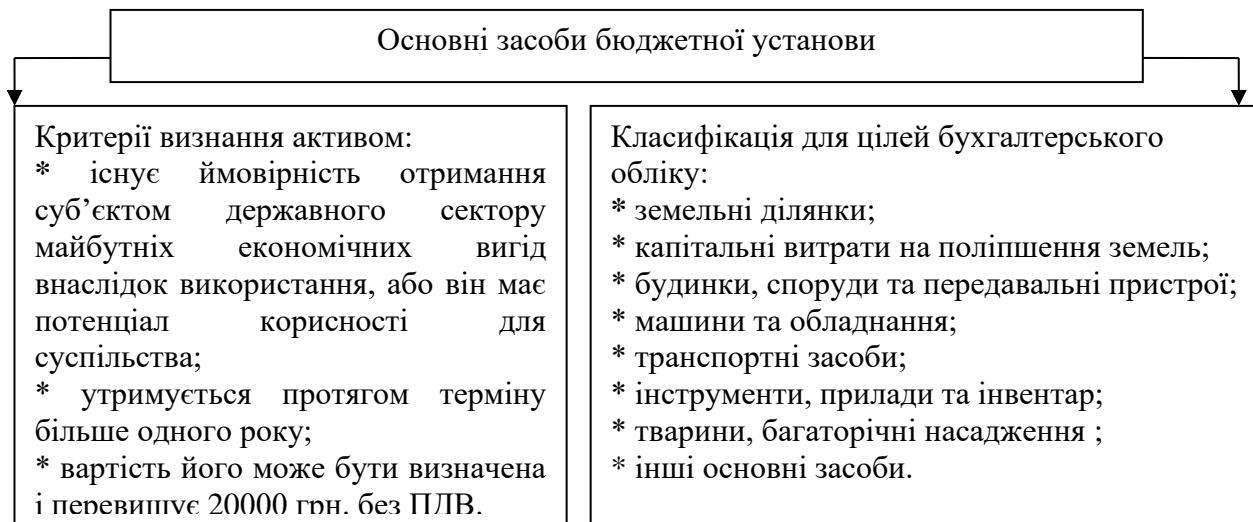 Основні засоби бюджетної установи
Критерії визнання активом:
* існує ймовірність отримання
суб’єктом державного сектору
майбутніх економічних вигід
внаслідок використання, або він має
потенціал корисності для
суспільства;
* утримується протягом терміну
більше одного року;
* вартість його може бути визначена
і перевищує 20000 грн. без ПДВ.
Класифікація для цілей бухгалтерського
обліку:
* земельні ділянки;
* капітальні витрати на поліпшення земель;
* будинки, споруди та передавальні пристрої;
* машини та обладнання;
* транспортні засоби;
* інструменти, прилади та інвентар;
* тварини, багаторічні насадження ;
* інші основні засоби.